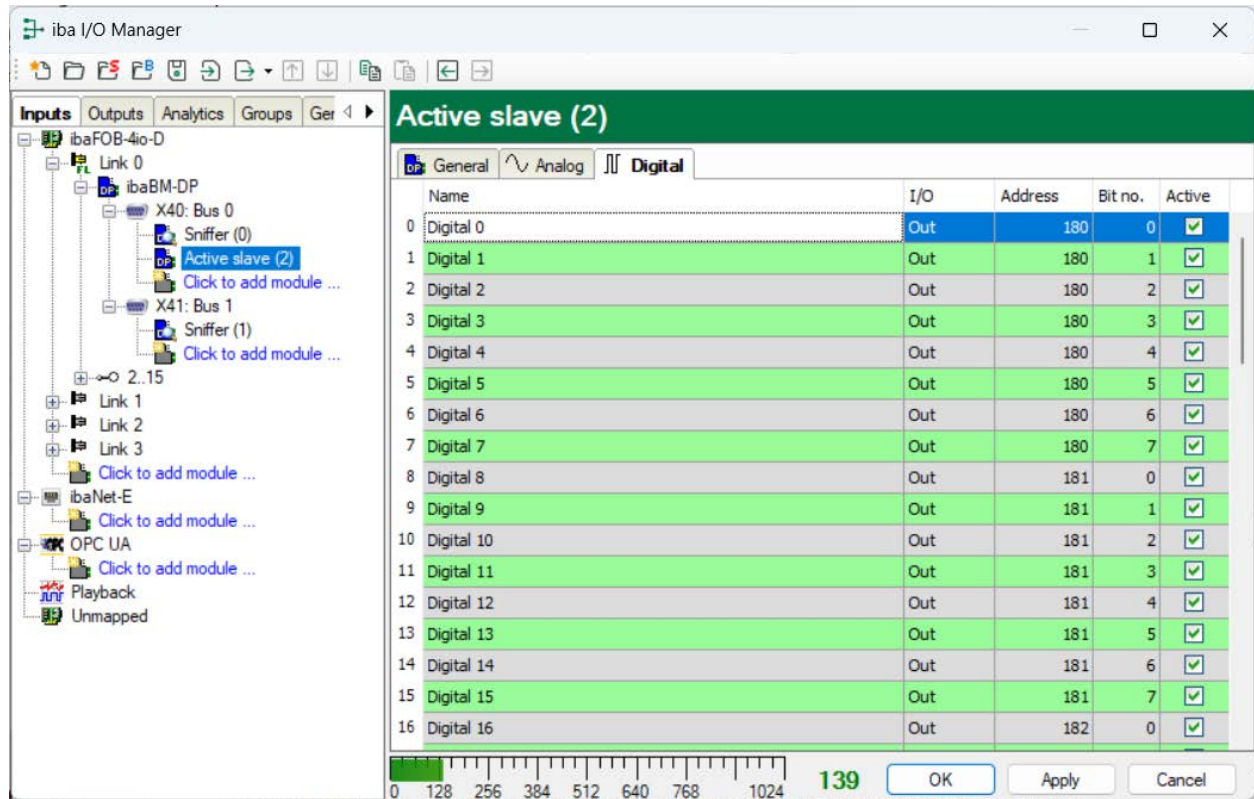 iba I/O Manager
Inputs Outputs Analytics Groups Ger
ibaFOB-4io-D
Link 0
ibaBM-DP
X40: Bus 0
Sniffer (0)
Active slave (2)
Click to add module ...
X41: Bus 1
Sniffer (1)
Click to add module ...
2..15
Link 1
Link 2
Link 3
Click to add module ...
ibaNet-E
Click to add module ...
OPC UA
Click to add module ...
Playback
Unmapped
Active slave (2)
General Analog Digital
Name I/O Address Bit no. Active
0 Digital 0 Out 180 0
1 Digital 1 Out 180 1
2 Digital 2 Out 180 2
3 Digital 3 Out 180 3
4 Digital 4 Out 180 4
5 Digital 5 Out 180 5
6 Digital 6 Out 180 6
7 Digital 7 Out 180 7
8 Digital 8 Out 181 0
9 Digital 9 Out 181 1
10 Digital 10 Out 181 2
11 Digital 11 Out 181 3
12 Digital 12 Out 181 4
13 Digital 13 Out 181 5
14 Digital 14 Out 181 6
15 Digital 15 Out 181 7
16 Digital 16 Out 182 0
0 128 256 384 512 640 768 1024 139 OK Apply Cancel